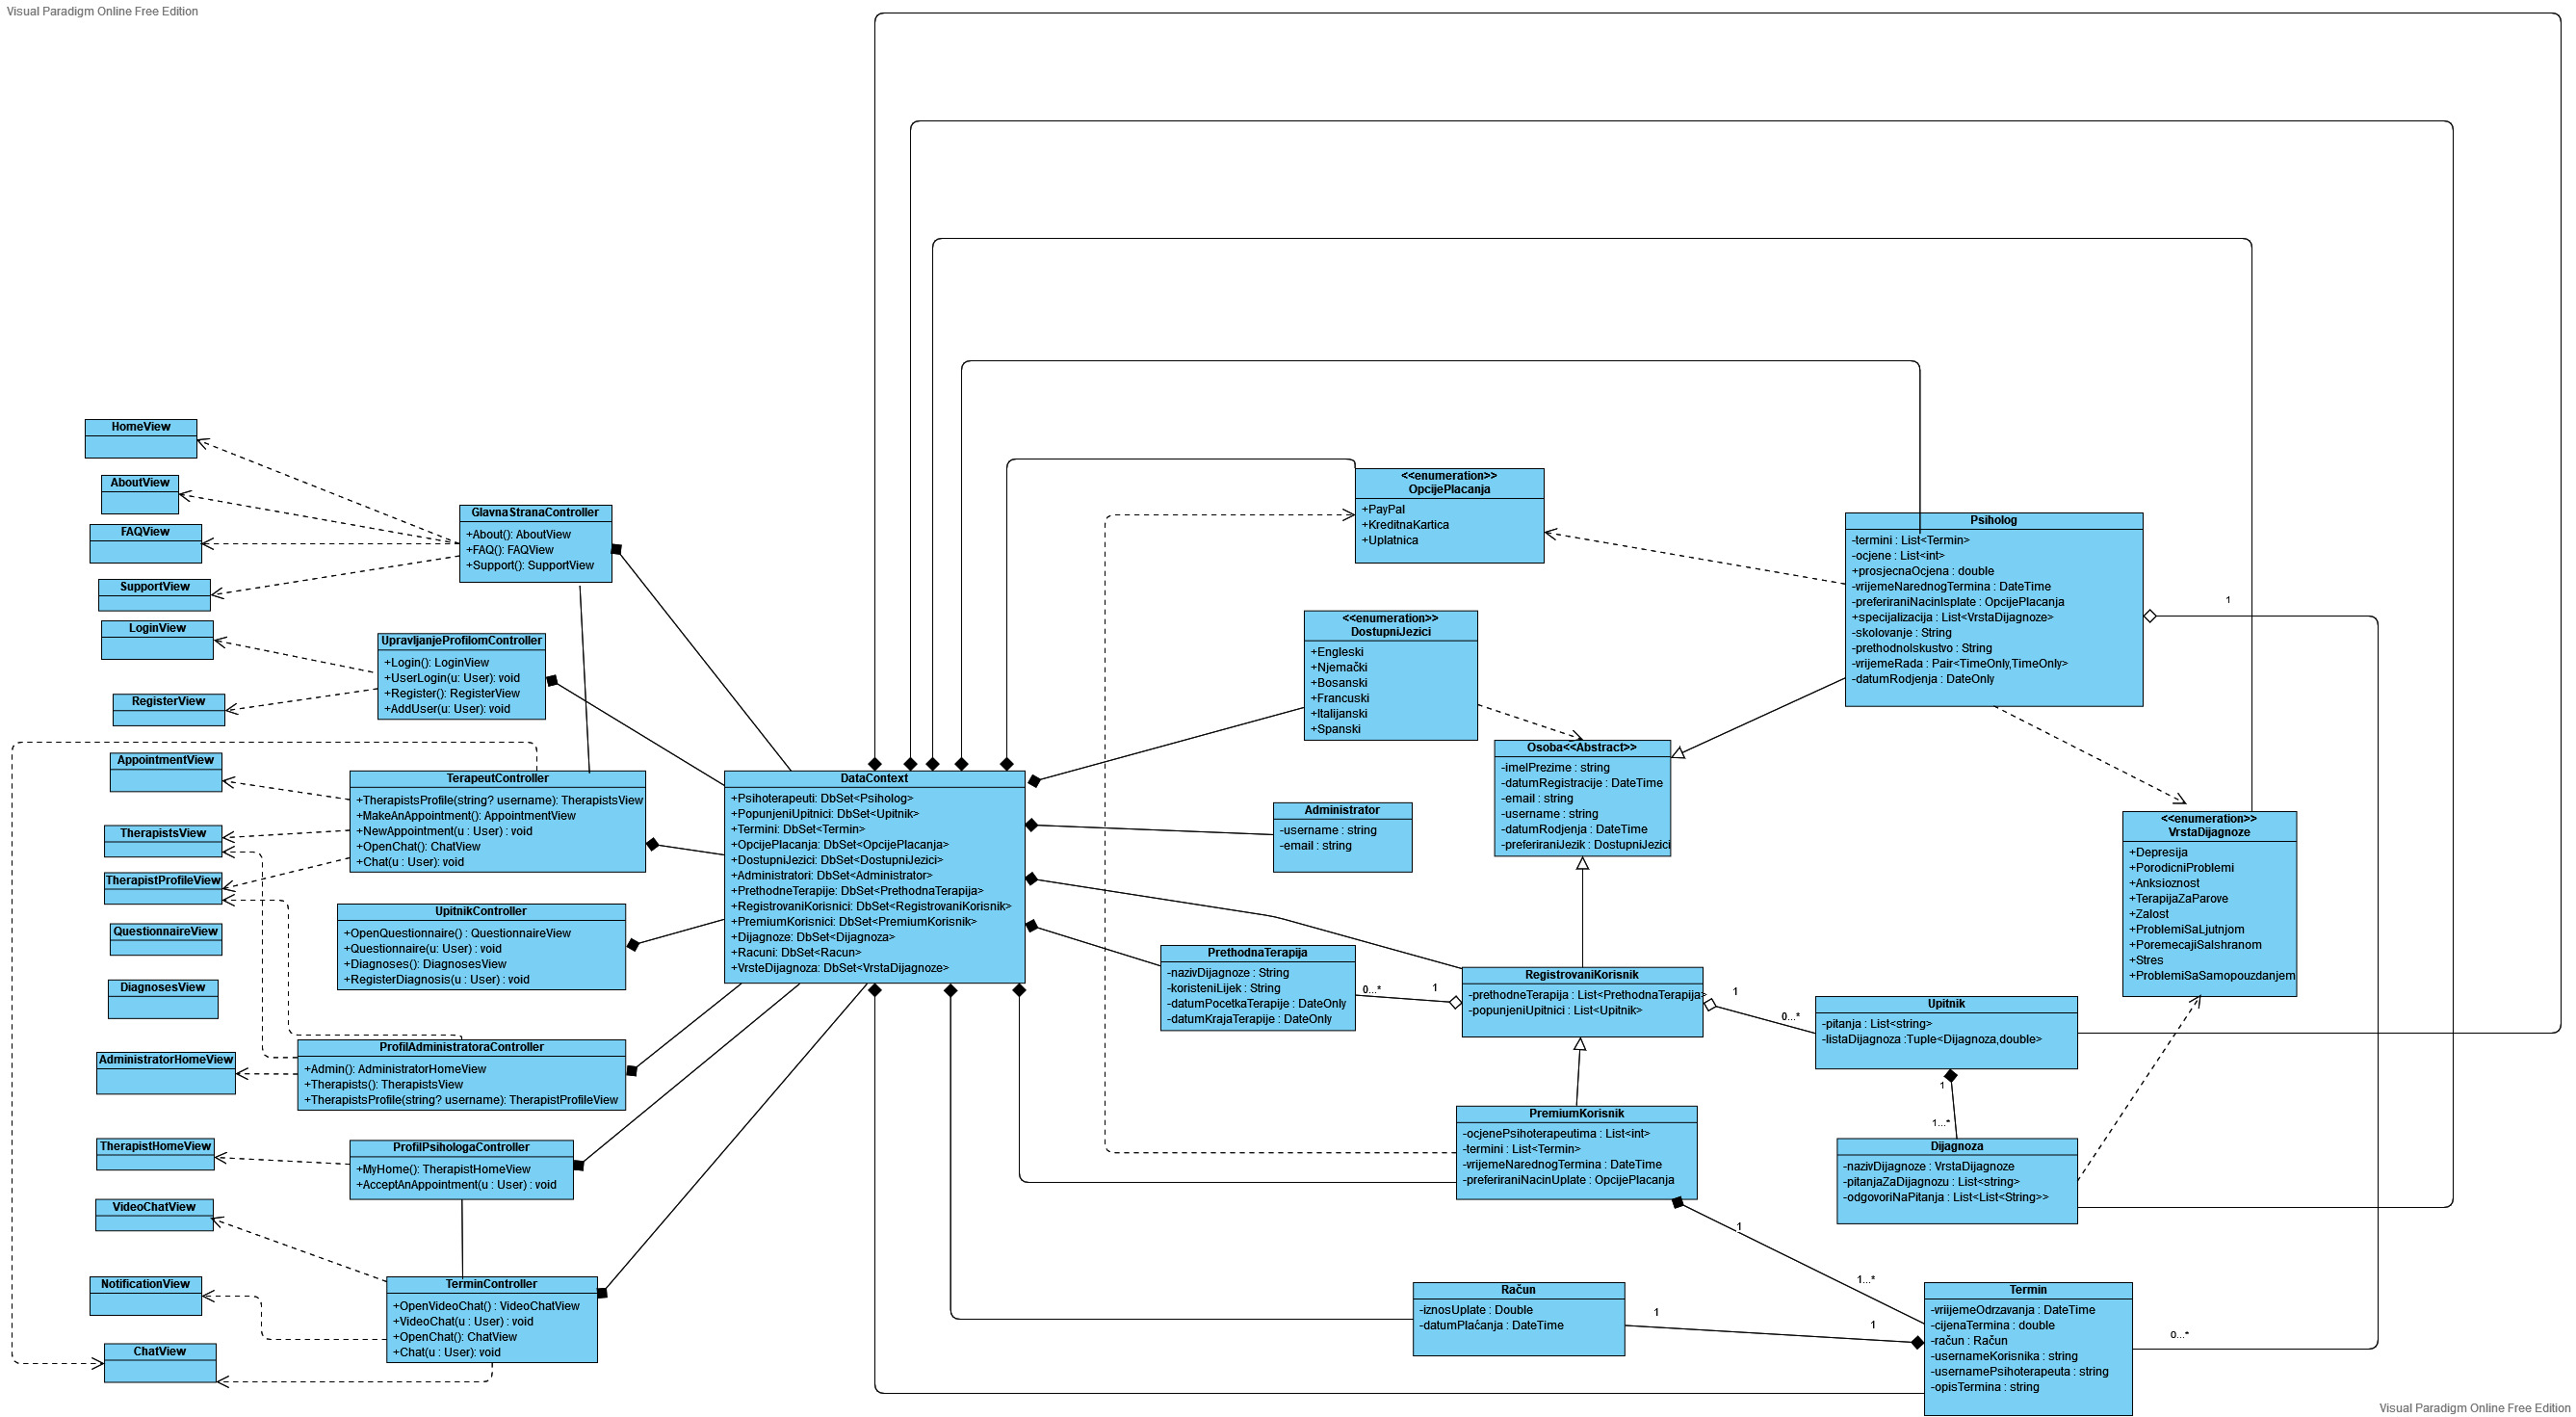 Visual Paradigm Online Free Edition
HomeView
AboutView
FAQView
SupportView
LoginView
RegisterView
AppointmentView
TherapistsView
TherapistProfileView
QuestionnaireView
DiagnosesView
AdministratorHomeView
TherapistHomeView
VideoChatView
NotificationView
ChatView
GlavnaStranaController
+About(): AboutView
+FAQ(): FAQView
+Support(): SupportView
UpravljanjeProfilomController
+Login(): LoginView
+UserLogin(u: User): void
+Register(): RegisterView
+AddUser(u: User): void
TerapeutController
+TherapistsProfile(string? username): TherapistsView
+MakeAnAppointment(): AppointmentView
+NewAppointment(u : User) : void
+OpenChat(): ChatView
+Chat(u : User): void
UpitnikController
+OpenQuestionnaire() : QuestionnaireView
+Questionnaire(u: User) : void
+Diagnoses(): DiagnosesView
+RegisterDiagnosis(u : User) : void
ProfilAdministratoraController
+Admin(): AdministratorHomeView
+Therapists(): TherapistsView
+TherapistsProfile(string? username): TherapistProfileView
ProfilPsihologaController
+MyHome(): TherapistHomeView
+AcceptAnAppointment(u : User) : void
TerminController
+OpenVideoChat() : VideoChatView
+VideoChat(u : User) : void
+OpenChat(): ChatView
+Chat(u : User): void
DataContext
+Psihoterapeuti: DbSet<Psiholog>
+PopunjeniUpitnici: DbSet<Upitnik>
+Termini: DbSet<Termin>
+OpcijePlacanja: DbSet<OpcijePlacanja>
+DostupniJezici: DbSet<DostupniJezici>
+Administratori: DbSet<Administrator>
+PrethodneTerapije: DbSet<PrethodnaTerapija>
+RegistrovaniKorisnici: DbSet<RegistrovaniKorisnik>
+PremiumKorisnici: DbSet<PremiumKorisnik>
+Dijagnoze: DbSet<Dijagnoza>
+Racuni: DbSet<Racun>
+VrsteDijagnoza: DbSet<VrstaDijagnoze>
<<enumeration>>
OpcijePlacanja
+PayPal
+KreditnaKartica
+Uplatnica
<<enumeration>>
DostupniJezici
+Engleski
+Njemački
+Bosanski
+Francuski
+Italijanski
+Spanski
Administrator
-username : string
-email : string
PrethodnaTerapija
-nazivDijagnoze : String
-koristeniLijek : String
-datumPocetkaTerapije : DateOnly
-datumKrajaTerapije : DateOnly
0...*
1
Osoba<<Abstract>>
-imeIPrezime : string
-datumRegistracije : DateTime
-email : string
-username : string
-datumRodjenja : DateTime
-preferiraniJezik : DostupniJezici
RegistrovaniKorisnik
-prethodneTerapija : List<PrethodnaTerapija>
-popunjeniUpitnici : List<Upitnik>
1
0...*
PremiumKorisnik
-ocjenePsihoterapeutima : List<int>
-termini : List<Termin>
-vrijemeNarednogTermina : DateTime
-preferiraniNacinUplate : OpcijePlacanja
1
1...*
Račun
-iznosUplate : Double
-datumPlaćanja : DateTime
1
1
Psiholog
-termini : List<Termin>
-ocjene : List<int>
+prosjecnaOcjena : double
-vrijemeNarednogTermina : DateTime
-preferiraniNacinIsplate : OpcijePlacanja
+specijalizacija : List<VrstaDijagnoze>
-skolovanje : String
-prethodnoIskustvo : String
-vrijemeRada : Pair<TimeOnly,TimeOnly>
-datumRodjenja : DateOnly
1
<<enumeration>>
VrstaDijagnoze
+Depresija
+PorodicniProblemi
+Anksioznost
+TerapijaZaParove
+Zalost
+ProblemiSaLjutnjom
+PoremecajiSaIshranom
+Stres
+ProblemiSaSamopouzdanjem
Upitnik
-pitanja : List<string>
-listaDijagnoza :Tuple<Dijagnoza,double>
1
1...*
Dijagnoza
-nazivDijagnoze : VrstaDijagnoze
-pitanjaZaDijagnozu : List<string>
-odgovoriNaPitanja : List<List<String>>
Termin
-vriijemeOdrzavanja : DateTime
-cijenaTermina : double
-račun : Račun
-usernameKorisnika : string
-usernamePsihoterapeuta : string
-opisTermina : string
0...*
Visual Paradigm Online Free Edition